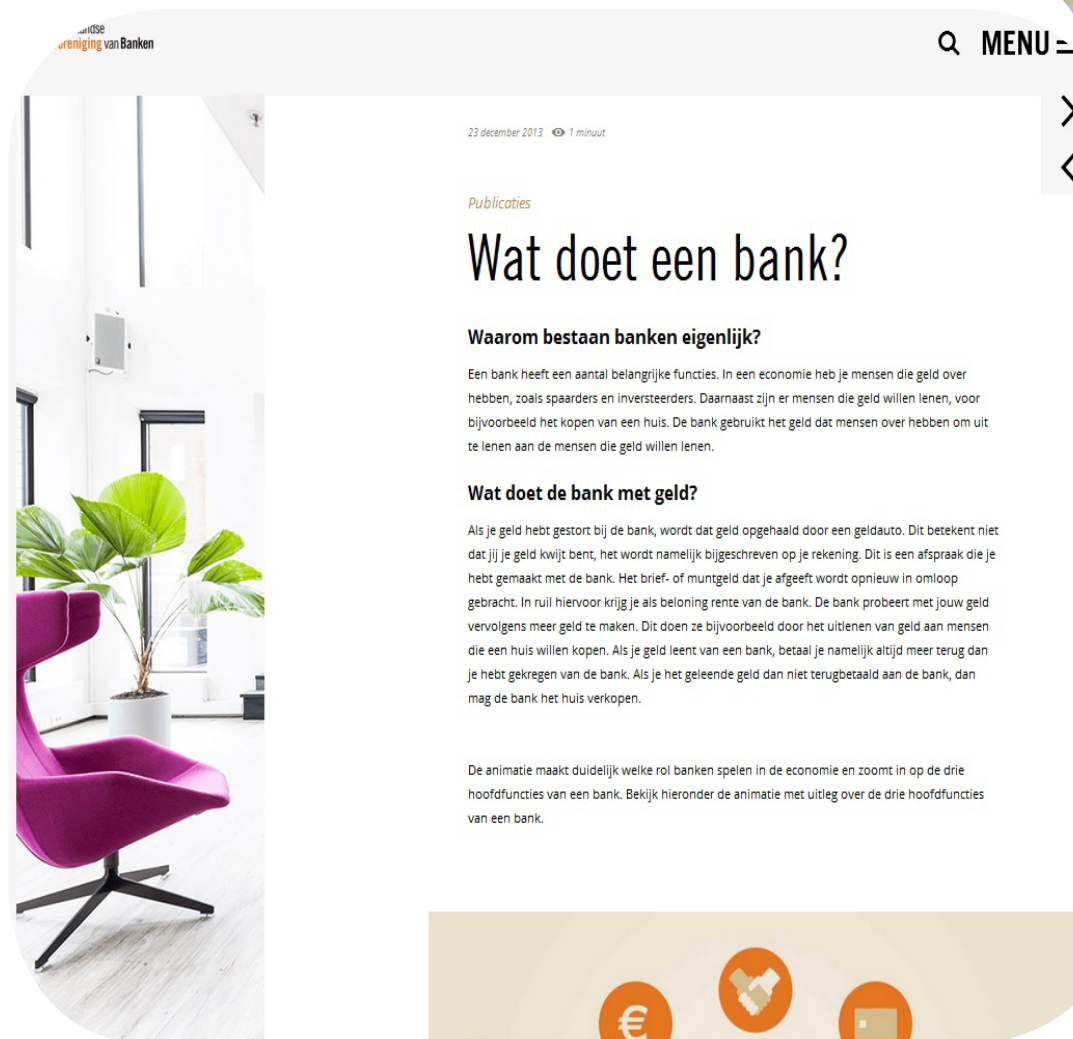 van Banken
MENU
23 december 2013 1 minuut
Publicaties
Wat doet een bank?
Waarom bestaan banken eigenlijk?
Een bank heeft een aantal belangrijke functies. In een economie heb je mensen die geld over
hebben, zoals spaarders en inversteerders. Daarnaast zijn er mensen die geld willen lenen, voor
bijvoorbeeld het kopen van een huis. De bank gebruikt het geld dat mensen over hebben om uit
te lenen aan de mensen die geld willen lenen.
Wat doet de bank met geld?
Als je geld hebt gestort bij de bank, wordt dat geld opgehaald door een geldauto. Dit betekent niet
dat jij je geld kwijt bent, het wordt namelijk bijgeschreven op je rekening. Dit is een afspraak die je
hebt gemaakt met de bank. Het brief- of muntgeld dat je afgeeft wordt opnieuw in omloop
gebracht. In ruil hiervoor krijg je als beloning rente van de bank. De bank probeert met jouw geld
vervolgens meer geld te maken. Dit doen ze bijvoorbeeld door het uitlenen van geld aan mensen
die een huis willen kopen. Als je geld leent van een bank, betaal je namelijk altijd meer terug dan
je hebt gekregen van de bank. Als je het geleende geld dan niet terugbetaald aan de bank, dan
mag de bank het huis verkopen.
De animatie maakt duidelijk welke rol banken spelen in de economie en zoomt in op de drie
hoofdfuncties van een bank. Bekijk hieronder de animatie met uitleg over de drie hoofdfuncties
van een bank.
€